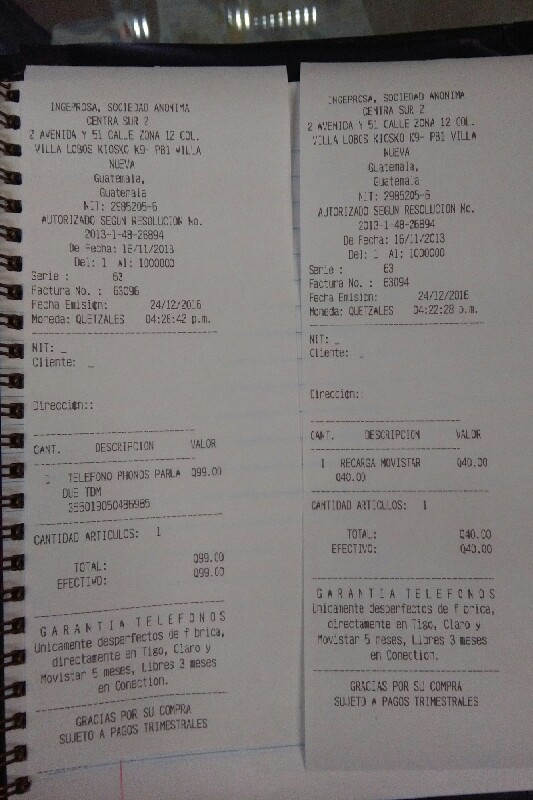 INGEPROSA, SOCIEDAD ANONIMA
CENTRA SUR 2
2 AVENIDA Y 51 CALLE ZONA 12 COL.
VILLA LOBOS KIOSKO K9- PB1 VILLA
NUEVA
Guatemala,
Guatemala
NIT: 2985205-6
AUTORIZADO SEGUN RESOLUCION No.
2013-1-48-26894
De Fecha: 16/11/2013
Del: 1 Al: 1000000
Serie : 63
Factura No. : 63096
Fecha Emisión: 24/12/2016
Moneda: QUETZALES 04:26:42 p.m.
NIT: _
Cliente: _
Dirección::
CANT. DESCRIPCION VALOR
1 TELEFONO PHONOS PARLA Q99.00
DUE TDM
356019050486985
CANTIDAD ARTICULOS: 1
TOTAL: Q99.00
EFECTIVO: Q99.00
GARANTIA TELEFONOS
Unicamente desperfectos de f brica,
directamente en Tigo, Claro y
Movistar 5 meses, Libres 3 meses
en Conection.
GRACIAS POR SU COMPRA
SUJETO A PAGOS TRIMESTRALES
INGEPROSA, SOCIEDAD ANONIMA
CENTRA SUR 2
2 AVENIDA Y 51 CALLE ZONA 12 COL.
VILLA LOBOS KIOSKO K9- PB1 VILLA
NUEVA
Guatemala,
Guatemala
NIT: 2985205-6
AUTORIZADO SEGUN RESOLUCION No.
2013-1-48-26894
De Fecha: 16/11/2013
Del: 1 Al: 1000000
Serie : 63
Factura No. : 63094
Fecha Emisión: 24/12/2016
Moneda: QUETZALES 04:22:28 p.m.
NIT: _
Cliente: _
Dirección:
CANT. DESCRIPCION VALOR
1 RECARGA MOVISTAR Q40.00
Q40.00
CANTIDAD ARTICULOS: 1
TOTAL: Q40.00
EFECTIVO: Q40.00
GARANTIA TELEFONOS
Unicamente desperfectos de f brica,
directamente en Tigo, Claro y
Movistar 5 meses, Libres 3 meses
en Conection.
GRACIAS POR SU COMPRA
SUJETO A PAGOS TRIMESTRALES